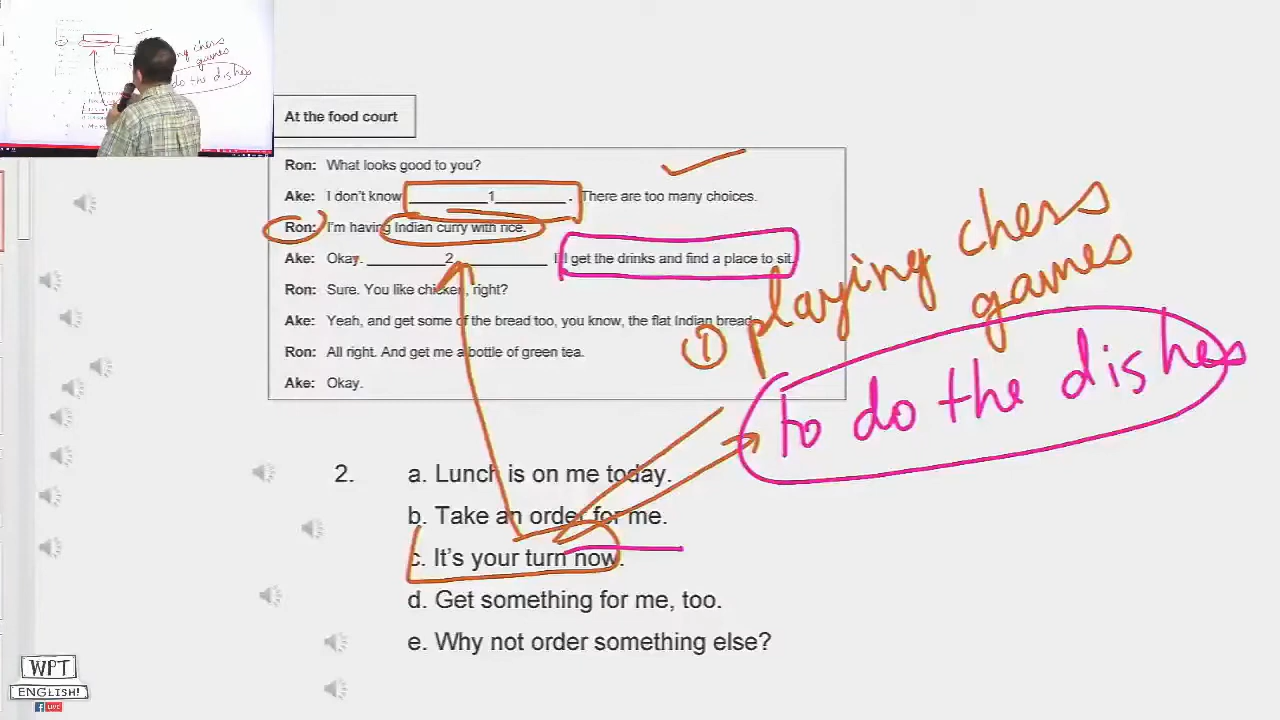 At the food court
Ron: What looks good to you?
Ake: I don't know __________1__________. There are too many choices.
Ron: I'm having Indian curry with rice.
Ake: Okay. __________2__________ I'll get the drinks and find a place to sit.
Ron: Sure. You like chicken, right?
Ake: Yeah, and get some of the bread too, you know, the flat Indian bread.
Ron: All right. And get me a bottle of green tea.
Ake: Okay.
① playing chess
games
to do the dishes
2. a. Lunch is on me today.
b. Take an order for me.
c. It's your turn now.
d. Get something for me, too.
e. Why not order something else?
WPT
ENGLISH!
LIVE